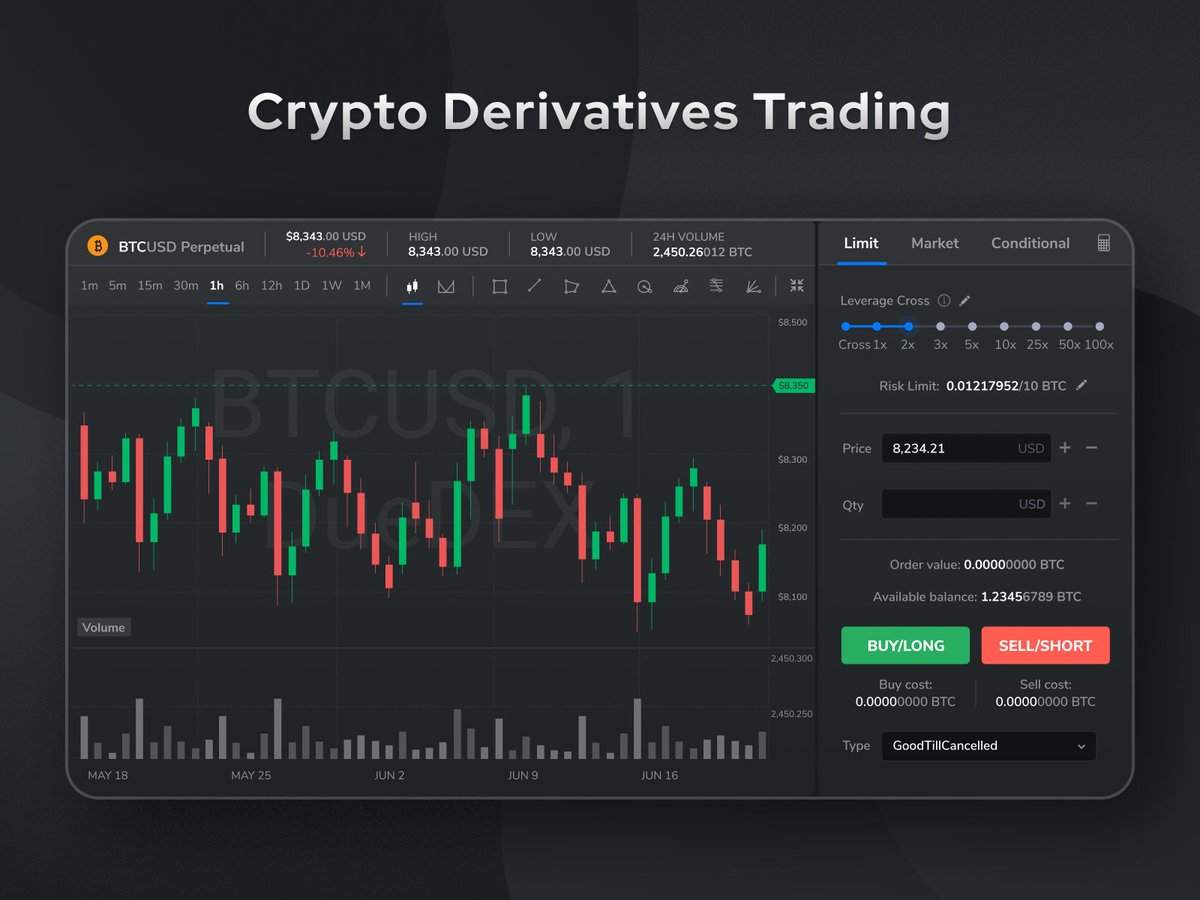 Crypto Derivatives Trading
BTCUSD Perpetual
$8,343.00 USD
-10.46%↓
HIGH
8,343.00 USD
LOW
8,343.00 USD
24H VOLUME
2,450.26012 BTC
1m 5m 15m 30m 1h 6h 12h 1D 1W 1M
BTCUSD, 1
DueDEX
$8,500
$8,350
$8,300
$8,200
$8,100
Volume
2,450.300
2,450.250
MAY 18 MAY 25 JUN 2 JUN 9 JUN 16
Limit Market Conditional
Leverage Cross
Cross 1x 2x 3x 5x 10x 25x 50x 100x
Risk Limit: 0.01217952/10 BTC
Price 8,234.21 USD + −
Qty USD + −
Order value: 0.00000000 BTC
Available balance: 1.23456789 BTC
BUY/LONG SELL/SHORT
Buy cost: Sell cost:
0.00000000 BTC 0.00000000 BTC
Type GoodTillCancelled